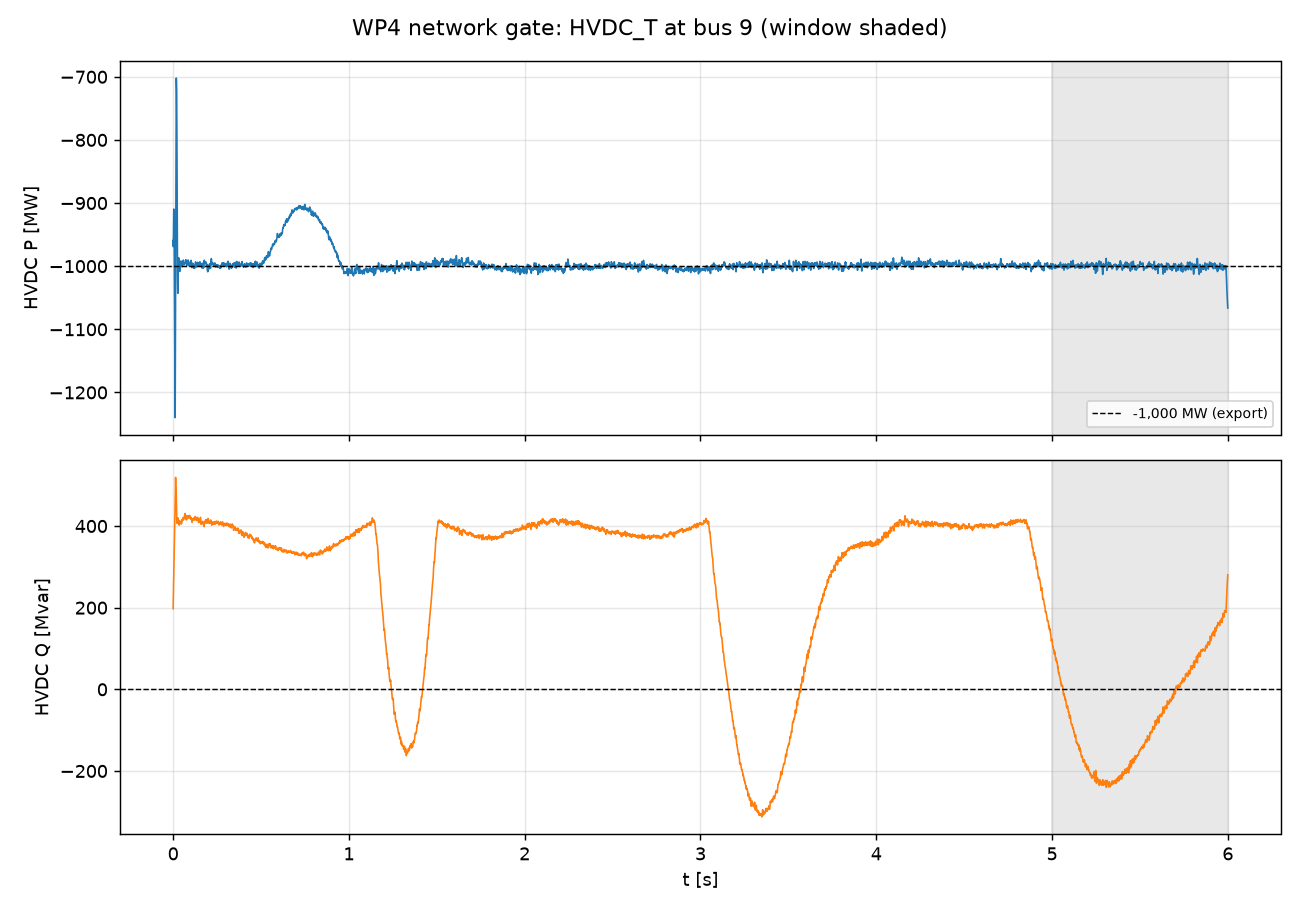 WP4 network gate: HVDC_T at bus 9 (window shaded)
HVDC P [MW]
−700
−800
−900
−1000
−1100
−1200
-1,000 MW (export)
HVDC Q [Mvar]
400
200
0
−200
0 1 2 3 4 5 6
t [s]